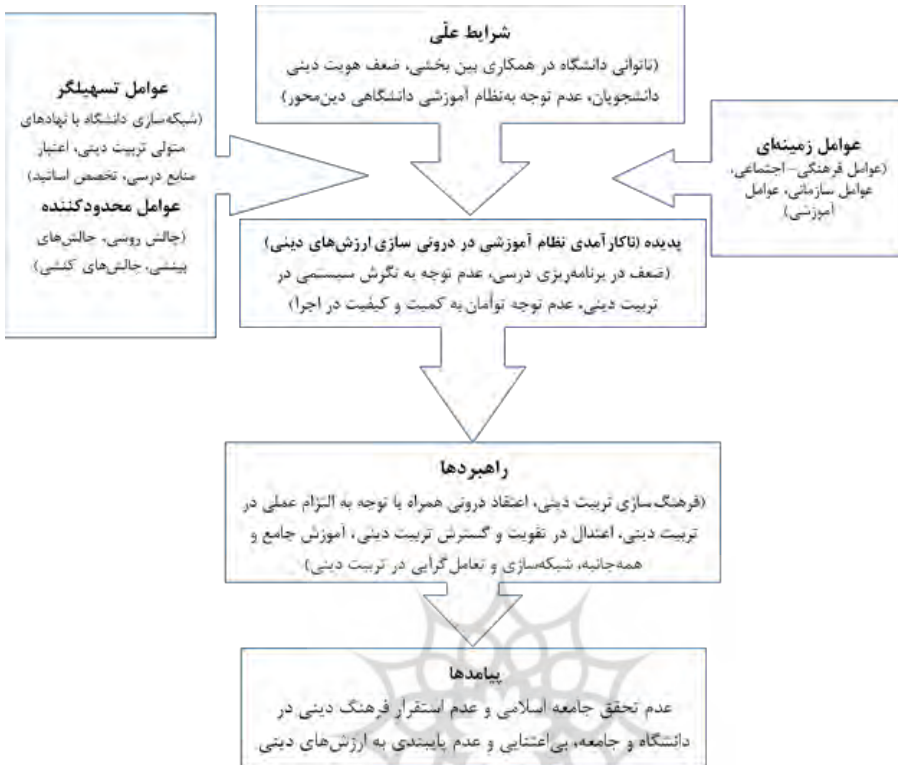 شرایط علّی
(ناتوانی دانشگاه در همکاری بین بخشی، ضعف هویت دینی
دانشجویان، عدم توجه به‌نظام آموزشی دانشگاهی دین‌محور)
عوامل تسهیلگر
(شبکه‌سازی دانشگاه با نهادهای
متولی تربیت دینی، اعتبار
منابع درسی، تخصص اساتید)
عوامل محدودکننده
(چالش روسی، چالش‌های
بینشی، چالش‌های کنشی)
عوامل زمینه‌ای
(عوامل فرهنگی–اجتماعی،
عوامل سازمانی، عوامل
آموزشی)
پدیده (ناکارآمدی نظام آموزشی در درونی سازی ارزش‌های دینی)
(ضعف در برنامه‌ریزی درسی، عدم توجه به نگرش سیستمی در
تربیت دینی، عدم توجه توأمان به کمیت و کیفیت در اجرا)
راهبردها
(فرهنگ‌سازی تربیت دینی، اعتقاد درونی همراه با توجه به التزام عملی در
تربیت دینی، اعتدال در تقویت و گسترش تربیت دینی، آموزش جامع و
همه‌جانبه، شبکه‌سازی و تعامل‌گرایی در تربیت دینی)
پیامدها
عدم تحقق جامعه اسلامی و عدم استقرار فرهنگ دینی در
دانشگاه و جامعه، بی‌اعتنایی و عدم پایبندی به ارزش‌های دینی